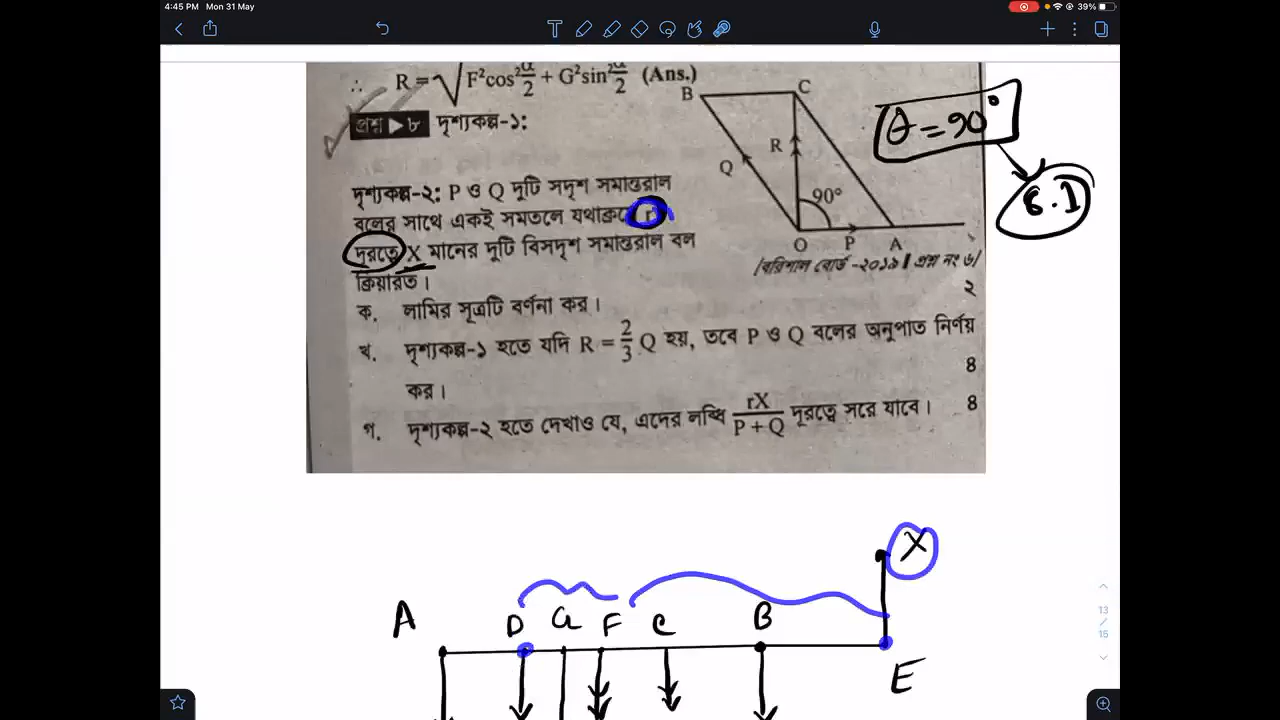 4:45 PM Mon 31 May
39%
∴ R = √F²cos²α/2 + G²sin²α/2 (Ans.)
প্রশ্ন ▶ ৮ দৃশ্যকল্প-১:
B C
R
Q
90°
O P A
θ = 90°
দৃশ্যকল্প-২: P ও Q দুটি সদৃশ সমান্তরাল
বলের সাথে একই সমতলে যথাক্রমে r
দূরত্বে X মানের দুটি বিসদৃশ সমান্তরাল বল
ক্রিয়ারত।
[বরিশাল বোর্ড -২০১৯ । প্রশ্ন নং ৬]
ক. লামির সূত্রটি বর্ণনা কর। ২
খ. দৃশ্যকল্প-১ হতে যদি R = 2/3 Q হয়, তবে P ও Q বলের অনুপাত নির্ণয়
কর। ৪
গ. দৃশ্যকল্প-২ হতে দেখাও যে, এদের লব্ধি rX/P + Q দূরত্বে সরে যাবে। ৪
X
A D G F C B
E
13
/
15